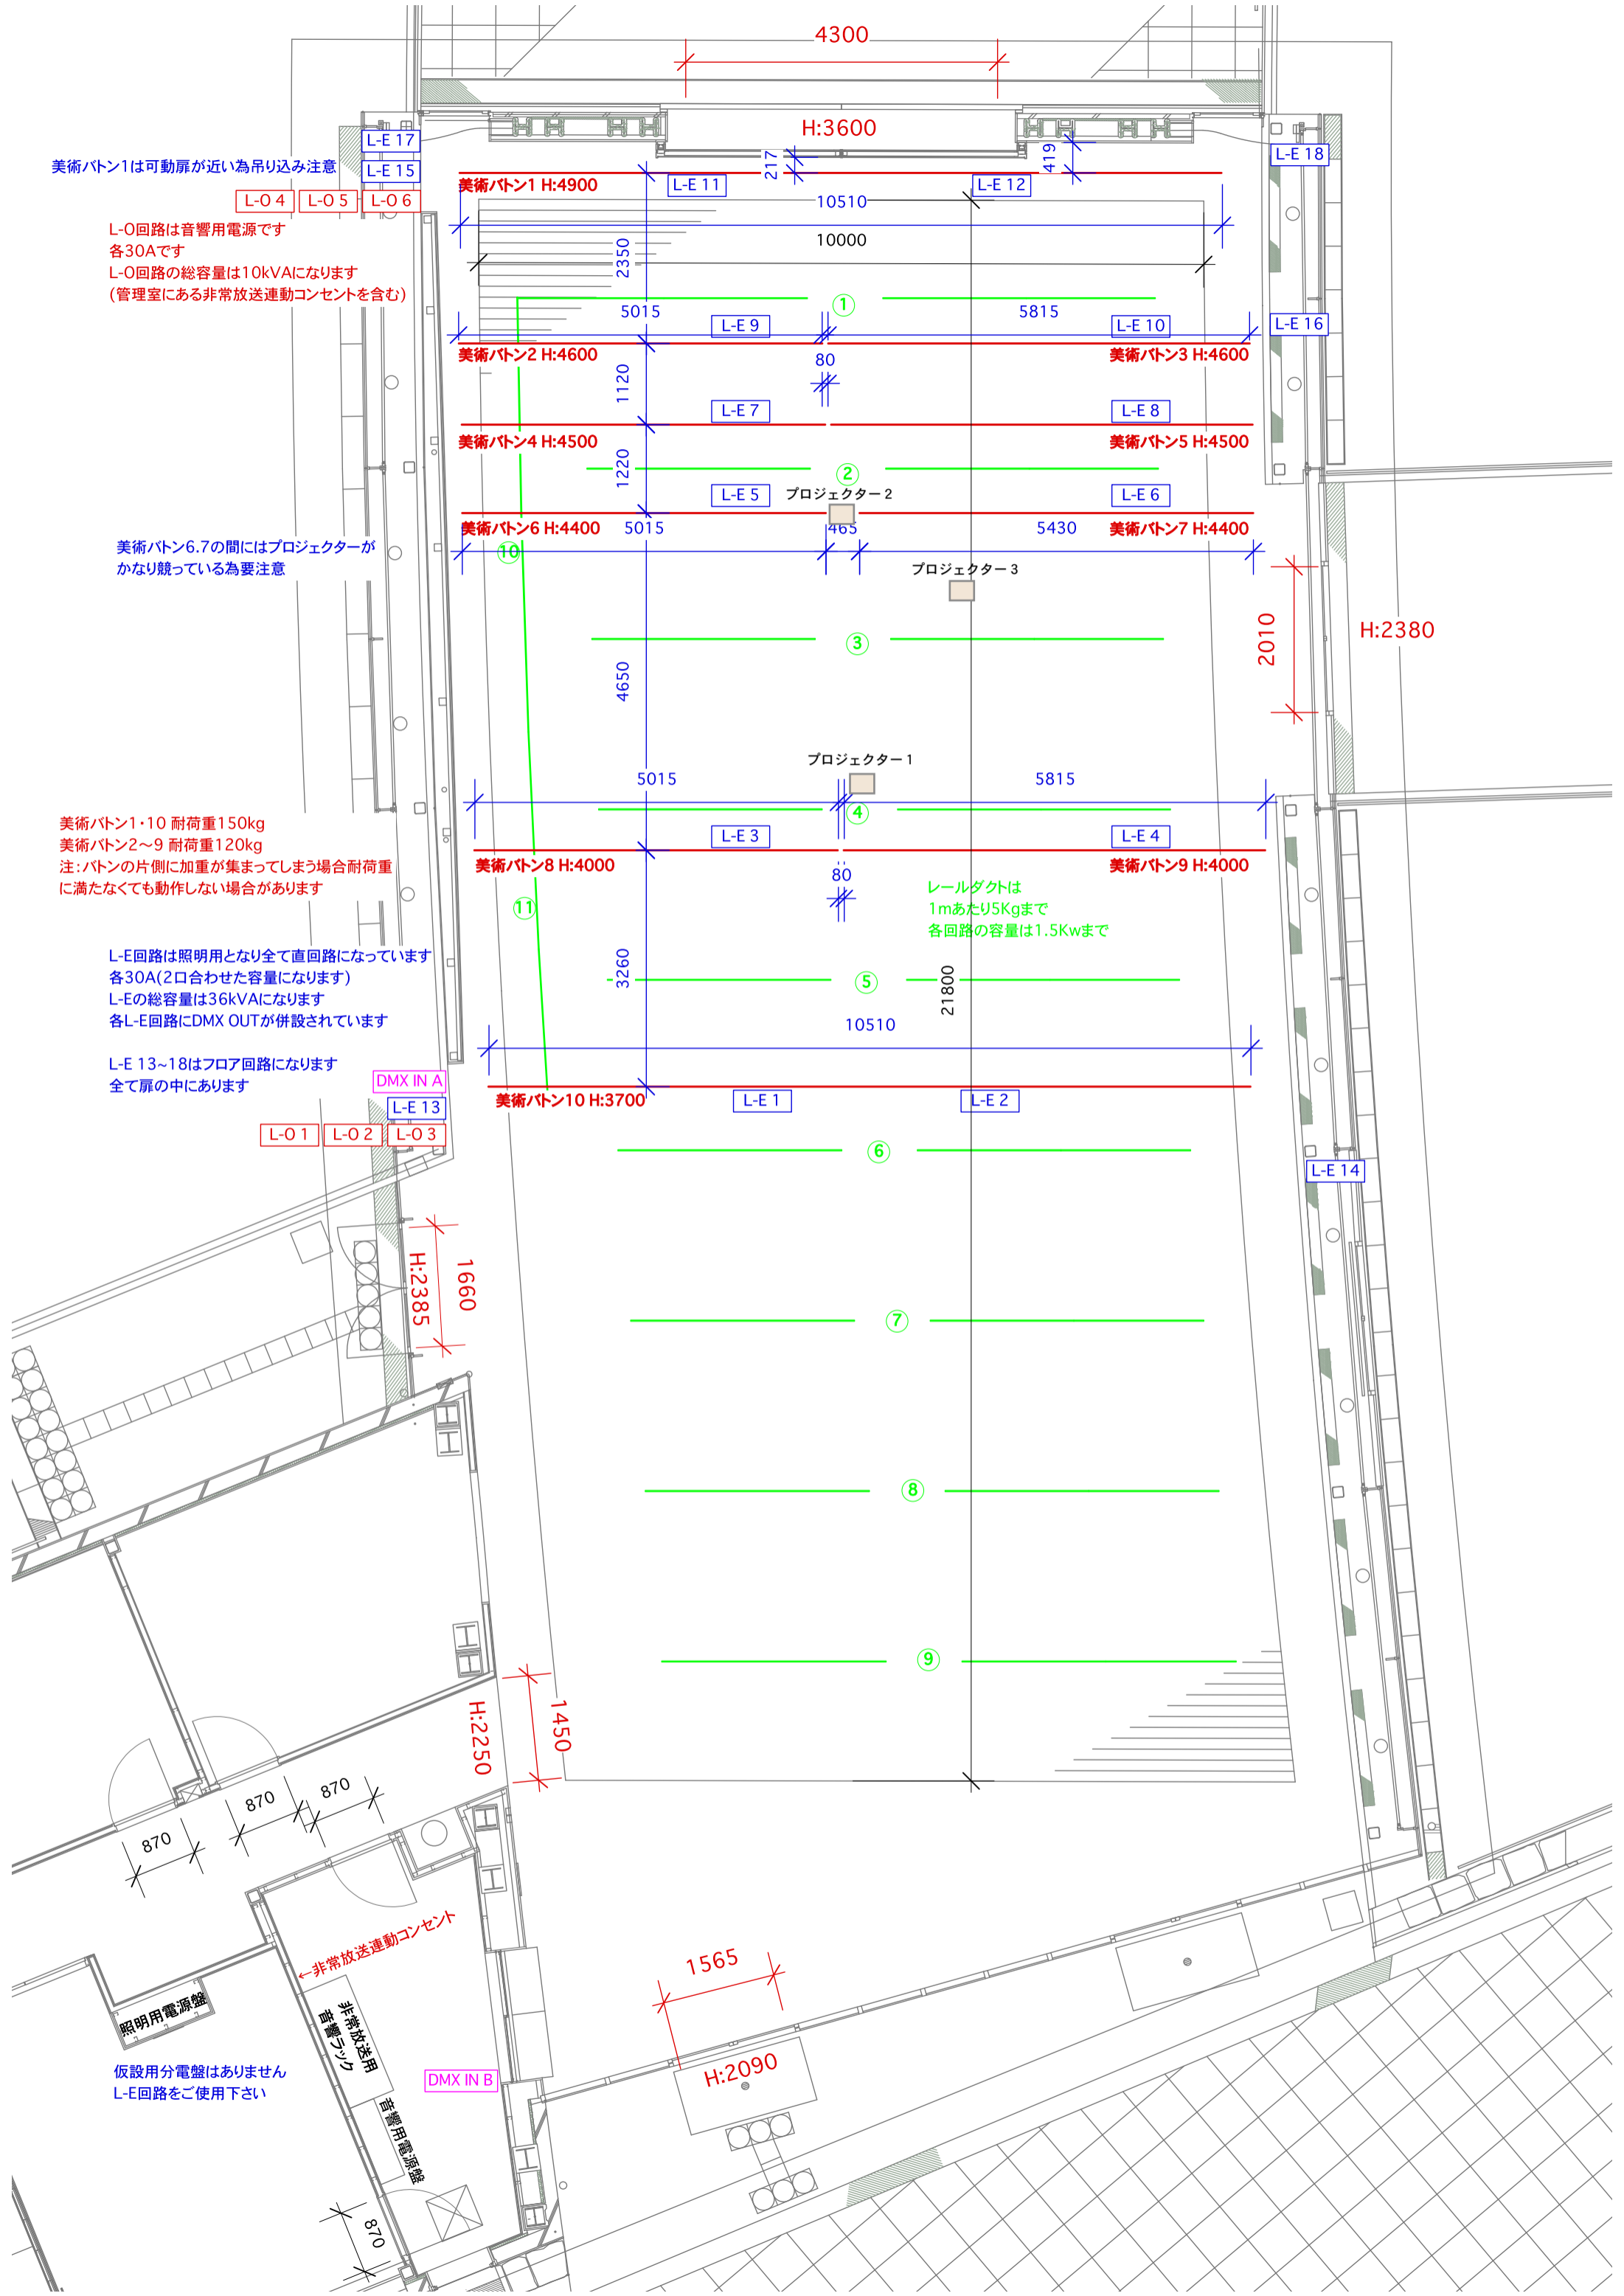 4300
H:3600
L-E 17
L-E 15
美術バトン1は可動扉が近い為吊り込み注意
L-O 4
L-O 5
L-O 6
L-O回路は音響用電源です
各30Aです
L-O回路の総容量は10kVAになります
(管理室にある非常放送連動コンセントを含む)
217
419
L-E 18
美術バトン1 H:4900
L-E 11
L-E 12
10510
10000
2350
①
5015
5815
L-E 9
L-E 10
L-E 16
美術バトン2 H:4600
美術バトン3 H:4600
80
1120
L-E 7
L-E 8
美術バトン4 H:4500
美術バトン5 H:4500
1220
②
L-E 5
プロジェクター2
L-E 6
美術バトン6 H:4400
5015
465
5430
美術バトン7 H:4400
美術バトン6.7の間にはプロジェクターが
かなり競っている為要注意
⑩
プロジェクター3
③
2010
H:2380
4650
プロジェクター1
5015
5815
④
L-E 3
L-E 4
美術バトン8 H:4000
美術バトン9 H:4000
80
美術バトン1・10 耐荷重150kg
美術バトン2～9 耐荷重120kg
注:バトンの片側に加重が集まってしまう場合耐荷重
に満たなくても動作しない場合があります
⑪
レールダクトは
1mあたり5Kgまで
各回路の容量は1.5Kwまで
L-E回路は照明用となり全て直回路になっています
各30A(2口合わせた容量になります)
L-Eの総容量は36kVAになります
各L-E回路にDMX OUTが併設されています
3260
⑤
21800
10510
L-E 13~18はフロア回路になります
全て扉の中にあります
DMX IN A
L-E 13
L-O 1
L-O 2
L-O 3
美術バトン10 H:3700
L-E 1
L-E 2
⑥
L-E 14
H:2385
1660
⑦
⑧
⑨
H:2250
1450
870
870
870
←非常放送連動コンセント
照明用電源盤
非常放送用
音響ラック
音響用電源盤
仮設用分電盤はありません
L-E回路をご使用下さい
DMX IN B
1565
H:2090
870